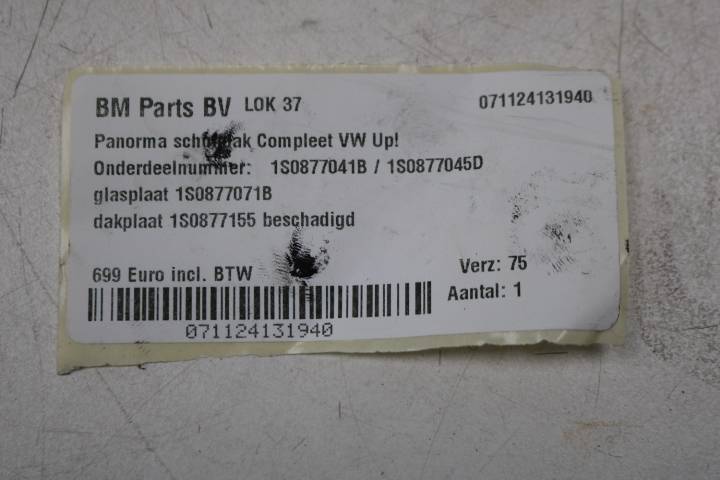 BM Parts BV LOK 37 071124131940
Panorma Compleet VW Up!
Onderdeelnummer: 1S0877041B / 1S0877045D
glasplaat 1S0877071B
dakplaat 1S0877155 beschadigd
699 Euro incl. BTW Verz: 75
Aantal: 1
071124131940